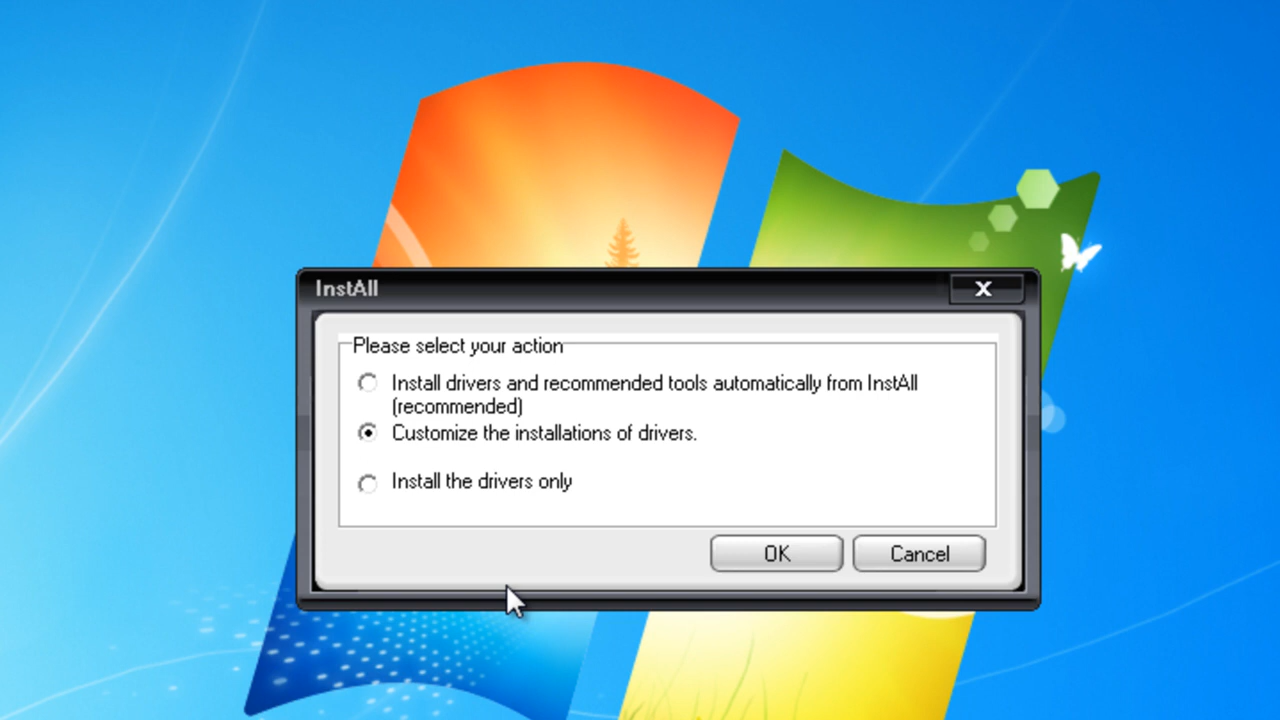 InstAll
X
Please select your action
Install drivers and recommended tools automatically from InstAll
(recommended)
Customize the installations of drivers.
Install the drivers only
OK
Cancel